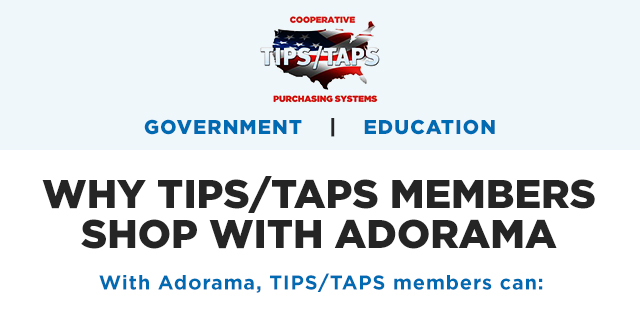 COOPERATIVE
TIPS/TAPS
PURCHASING SYSTEMS
GOVERNMENT | EDUCATION
WHY TIPS/TAPS MEMBERS
SHOP WITH ADORAMA
With Adorama, TIPS/TAPS members can: